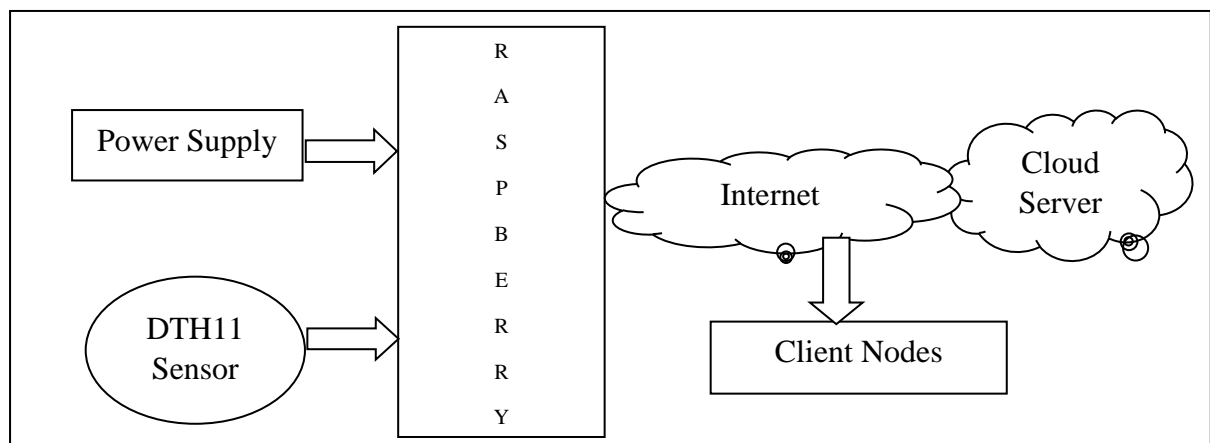 Power Supply
DTH11
Sensor
R
A
S
P
B
E
R
R
Y
Internet
Cloud
Server
Client Nodes